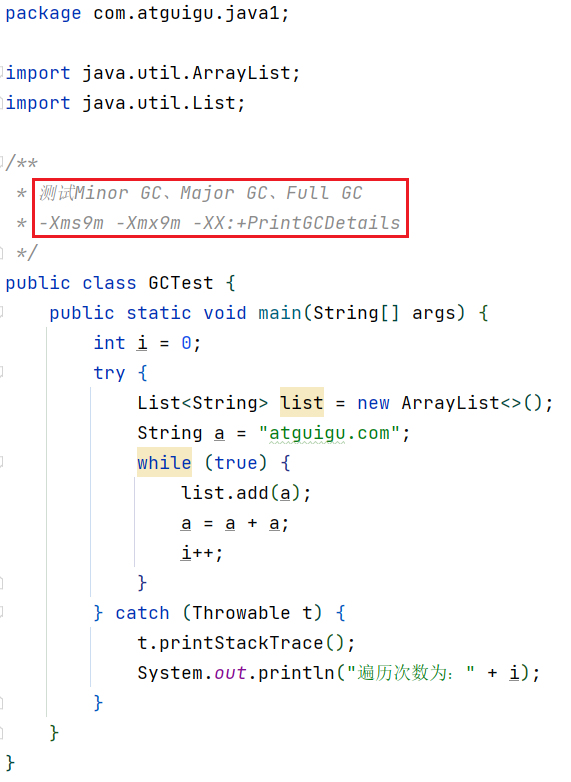 package com.atguigu.java1;
import java.util.ArrayList;
import java.util.List;
/**
* 测试Minor GC、Major GC、Full GC
* -Xms9m -Xmx9m -XX:+PrintGCDetails
*/
public class GCTest {
public static void main(String[] args) {
int i = 0;
try {
List<String> list = new ArrayList<>();
String a = "atguigu.com";
while (true) {
list.add(a);
a = a + a;
i++;
}
} catch (Throwable t) {
t.printStackTrace();
System.out.println("遍历次数为：" + i);
}
}
}